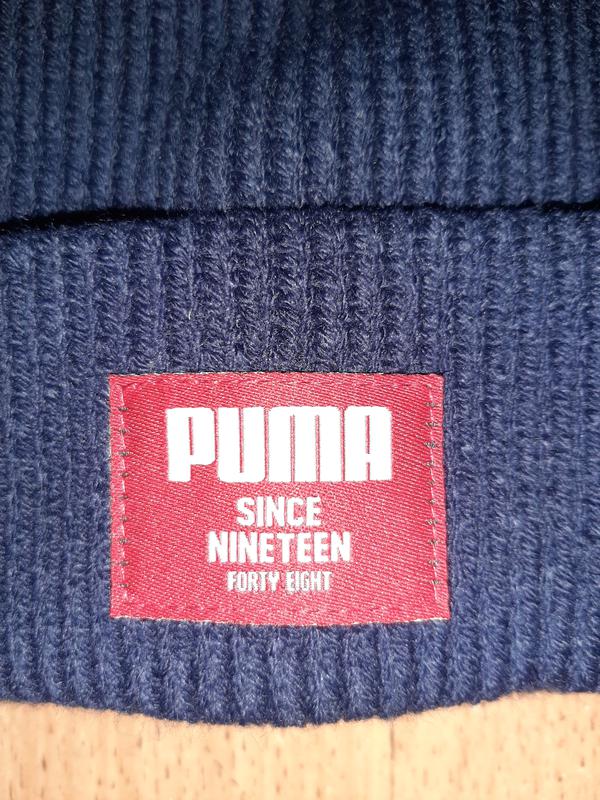 PUMA
SINCE
NINETEEN
FORTY EIGHT